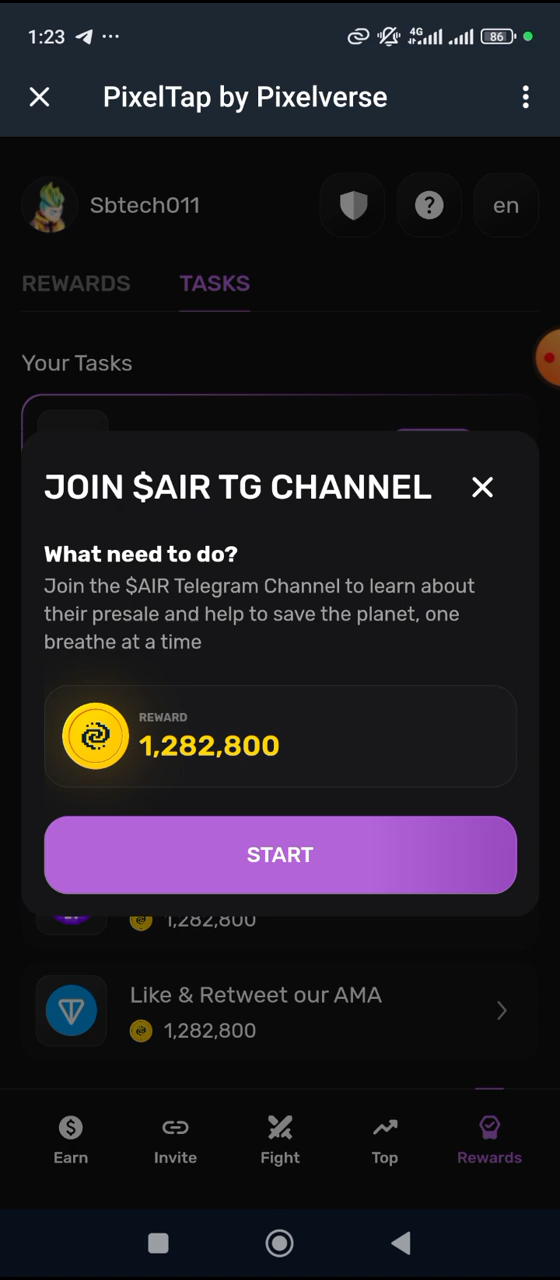 1:23
4G
86
PixelTap by Pixelverse
Sbtech011
en
REWARDS
TASKS
Your Tasks
JOIN $AIR TG CHANNEL
What need to do?
Join the $AIR Telegram Channel to learn about
their presale and help to save the planet, one
breathe at a time
REWARD
1,282,800
START
1,282,800
Like & Retweet our AMA
1,282,800
Earn
Invite
Fight
Top
Rewards